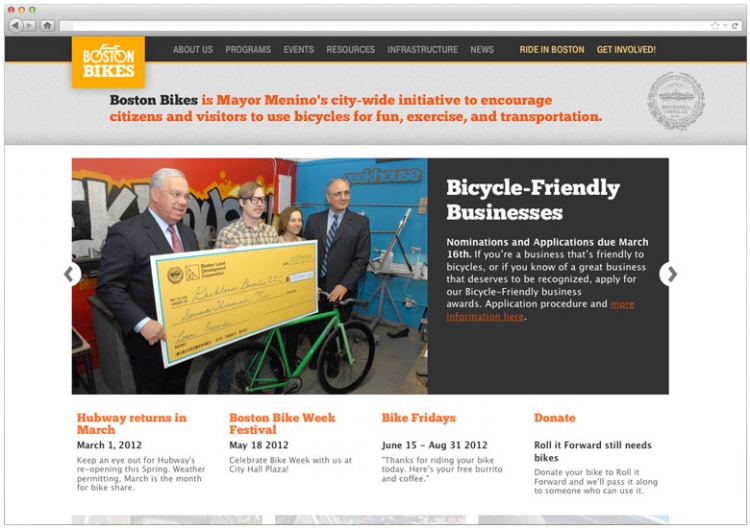 BOSTON
BIKES
ABOUT US PROGRAMS EVENTS RESOURCES INFRASTRUCTURE NEWS RIDE IN BOSTON GET INVOLVED!
Boston Bikes is Mayor Menino's city-wide initiative to encourage
citizens and visitors to use bicycles for fun, exercise, and transportation.
Boston Local
Development
Corporation
Bicycle-Friendly
Businesses
Nominations and Applications due March
16th. If you're a business that's friendly to
bicycles, or if you know of a great business
that deserves to be recognized, apply for
our Bicycle-Friendly business
awards. Application procedure and more
information here.
Hubway returns in
March
March 1, 2012
Keep an eye out for Hubway's
re-opening this Spring. Weather
permitting, March is the month
for bike share.
Boston Bike Week
Festival
May 18 2012
Celebrate Bike Week with us at
City Hall Plaza!
Bike Fridays
June 15 - Aug 31 2012
"Thanks for riding your bike
today. Here's your free burrito
and coffee."
Donate
Roll it Forward still needs
bikes
Donate your bike to Roll it
Forward and we'll pass it along
to someone who can use it.